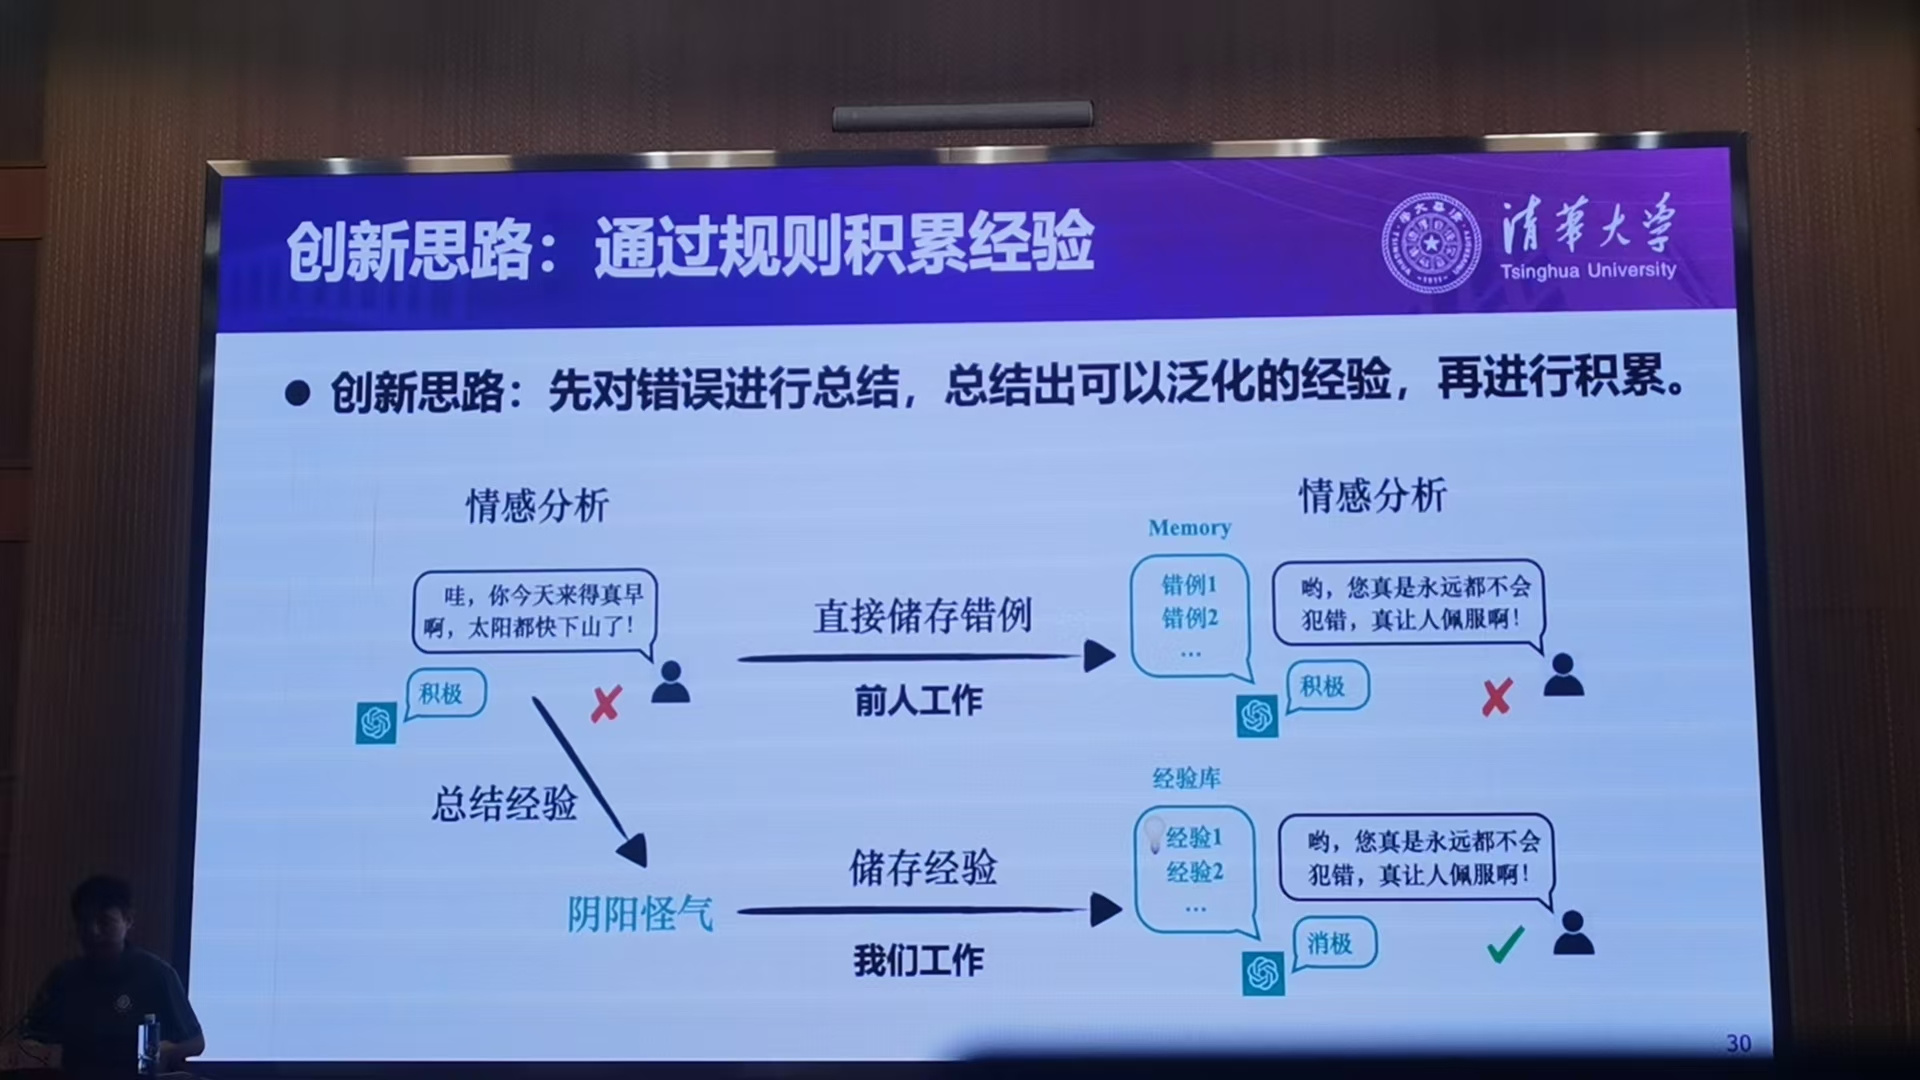 创新思路：通过规则积累经验
清华大学
Tsinghua University
● 创新思路：先对错误进行总结，总结出可以泛化的经验，再进行积累。
情感分析
哇，你今天来得真早
啊，太阳都快下山了！
积极
直接储存错例
前人工作
Memory
错例1
错例2
...
情感分析
哟，您真是永远都不会
犯错，真让人佩服啊！
积极
总结经验
阴阳怪气
储存经验
我们工作
经验库
经验1
经验2
...
哟，您真是永远都不会
犯错，真让人佩服啊！
消极
30